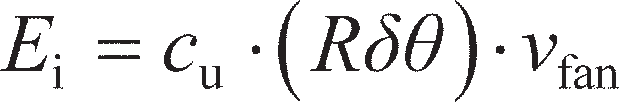 E_i = c_u · (Rδθ) · v_fan